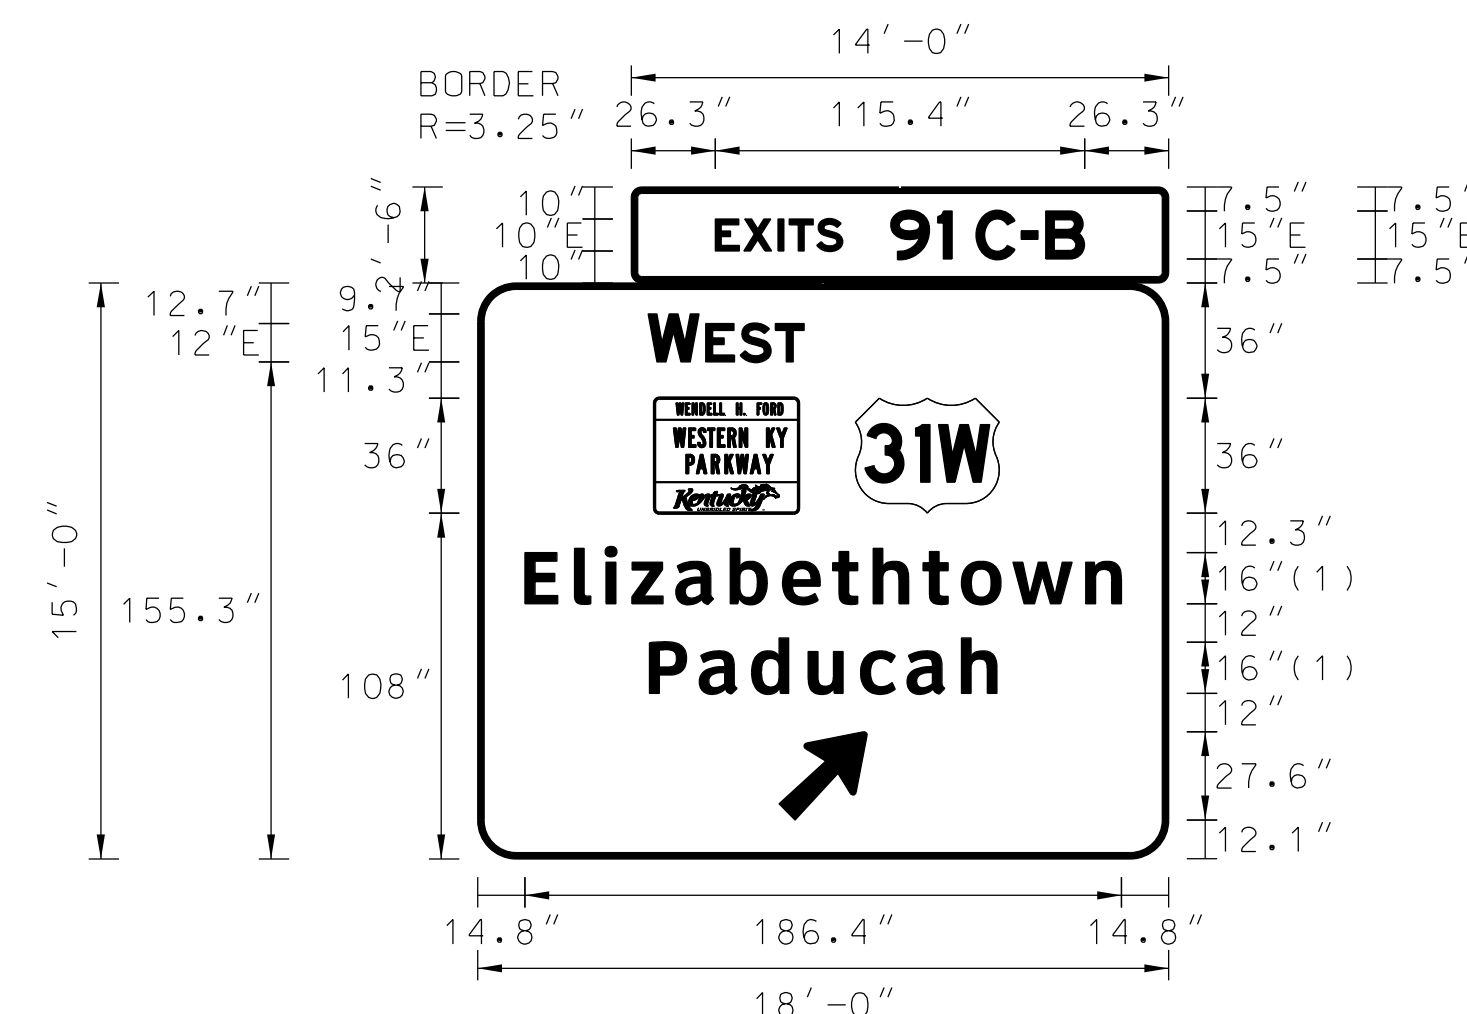 14'-0"
BORDER
R=3.25"
26.3" 115.4" 26.3"
2'-6"
10"
10"E
10"
EXITS 91 C-B
7.5" 7.5"
15"E 15"E
7.5" 7.5"
12.7"
12"E
9.7"
15"E
11.3"
WEST
36"
WENDELL H. FORD
WESTERN KY
PARKWAY
Kentucky
UNBRIDLED SPIRIT
31W
36"
36"
15'-0"
155.3"
108"
Elizabethtown
Paducah
12.3"
16"(1)
12"
16"(1)
12"
27.6"
12.1"
14.8" 186.4" 14.8"
18'-0"